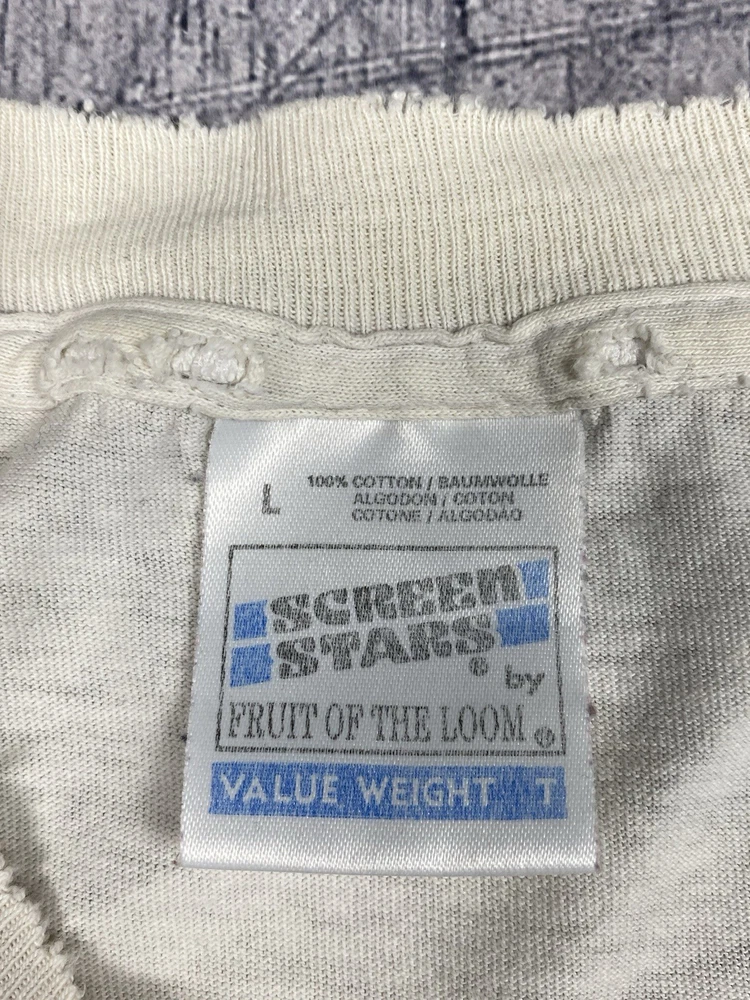 L
100% COTTON / BAUMWOLLE
ALGODON / COTON
COTONE / ALGODAO
SCREEN
STARS®
by
FRUIT OF THE LOOM®
VALUE WEIGHT T